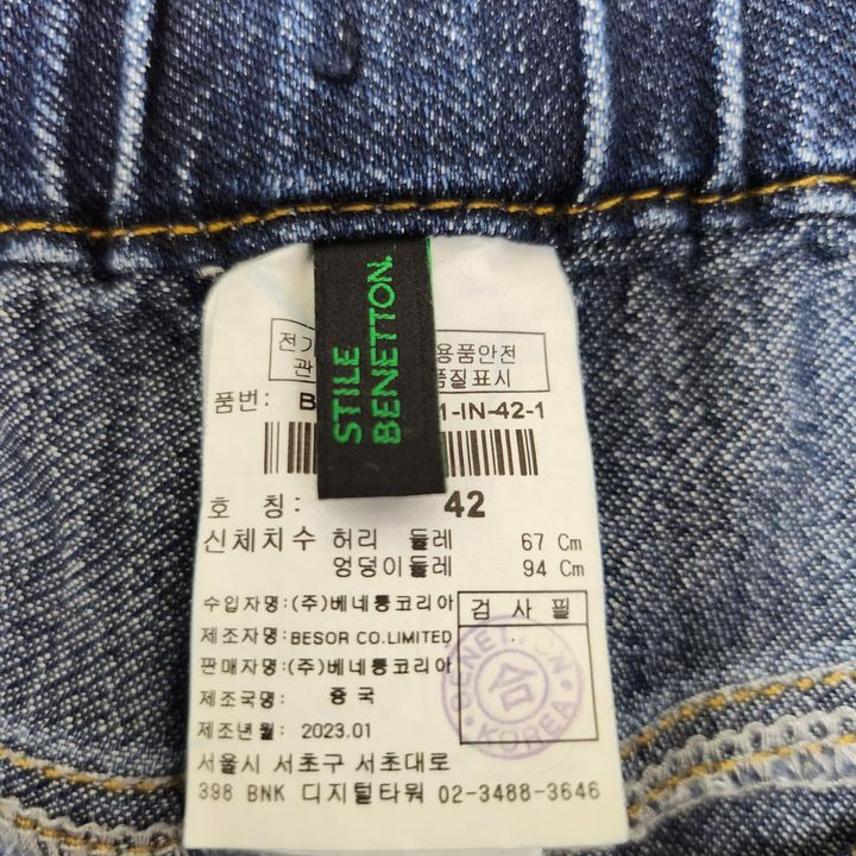 STILE
BENETTON.
전기 용품안전
관 품질표시
품번: B 1-IN-42-1
호 칭: 42
신체치수 허리 둘레 67 Cm
엉덩이둘레 94 Cm
수입자명:(주)베네통코리아
제조자명:BESOR CO.LIMITED
판매자명:(주)베네통코리아
제조국명: 중국
제조년월: 2023.01
검사필
BENETTON
합
KOREA
서울시 서초구 서초대로
398 BNK 디지털타워 02-3488-3646